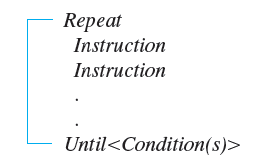 Repeat
Instruction
Instruction
.
.
Until<Condition(s)>